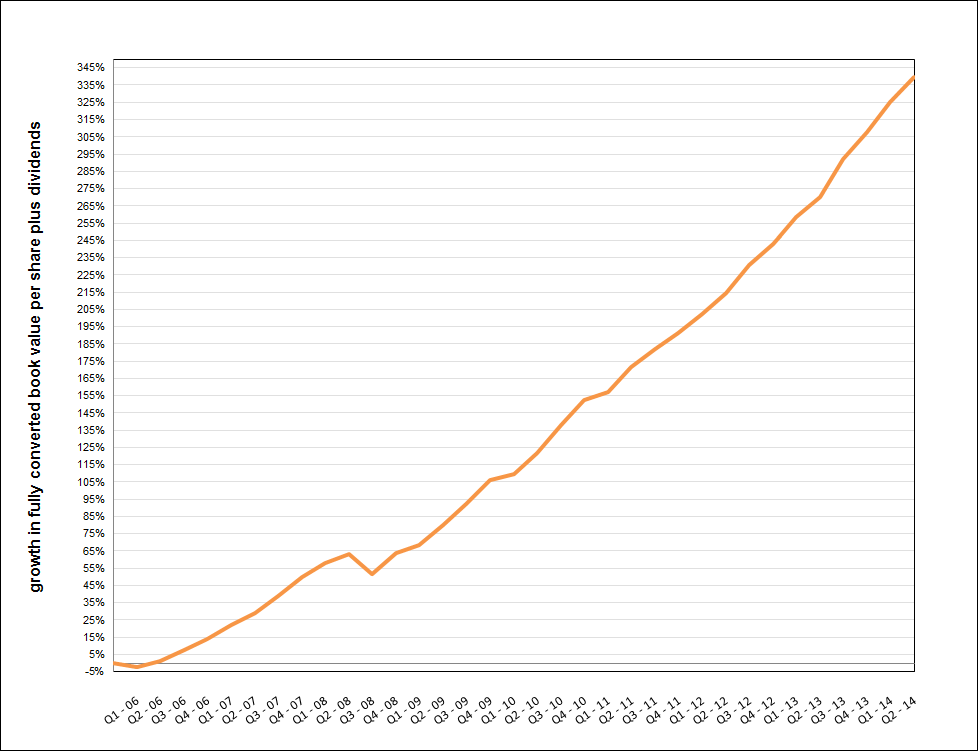 growth in fully converted book value per share plus dividends
345%
335%
325%
315%
305%
295%
285%
275%
265%
255%
245%
235%
225%
215%
205%
195%
185%
175%
165%
155%
145%
135%
125%
115%
105%
95%
85%
75%
65%
55%
45%
35%
25%
15%
5%
-5%
Q1 - 06
Q2 - 06
Q3 - 06
Q4 - 06
Q1 - 07
Q2 - 07
Q3 - 07
Q4 - 07
Q1 - 08
Q2 - 08
Q3 - 08
Q4 - 08
Q1 - 09
Q2 - 09
Q3 - 09
Q4 - 09
Q1 - 10
Q2 - 10
Q3 - 10
Q4 - 10
Q1 - 11
Q2 - 11
Q3 - 11
Q4 - 11
Q1 - 12
Q2 - 12
Q3 - 12
Q4 - 12
Q1 - 13
Q2 - 13
Q3 - 13
Q4 - 13
Q1 - 14
Q2 - 14